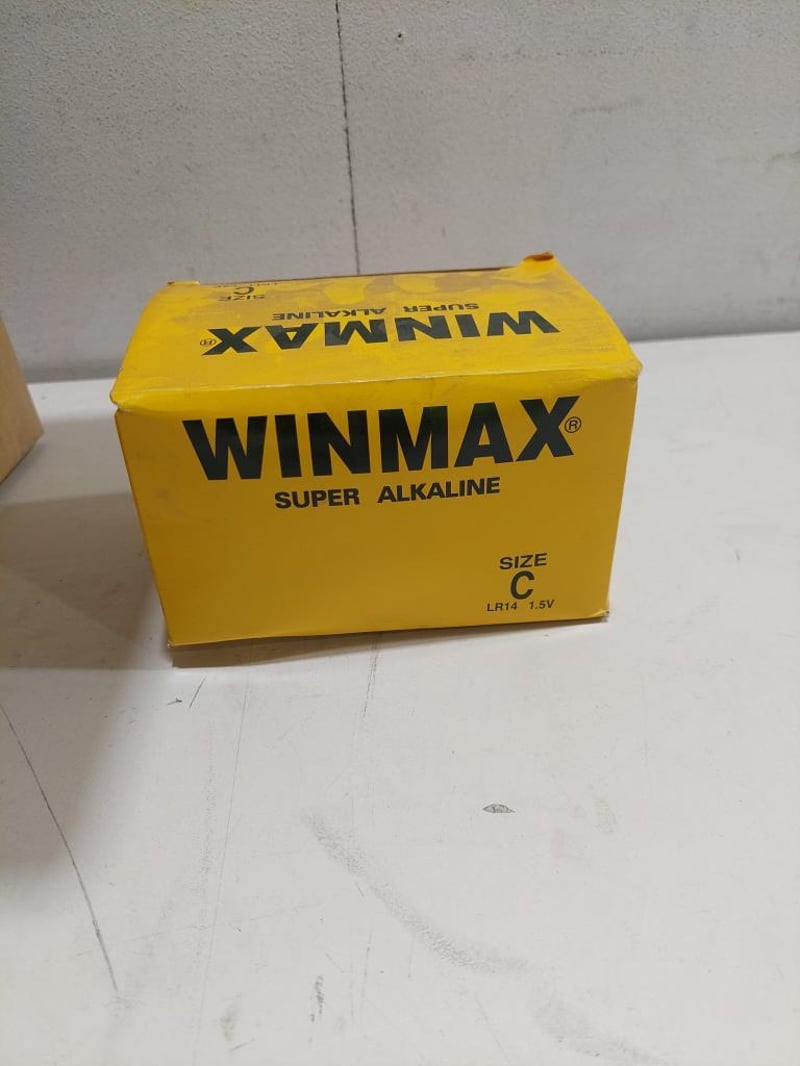 SIZE
C
SUPER ALKALINE
WINMAX®
WINMAX®
SUPER ALKALINE
SIZE
C
LR14 1.5V